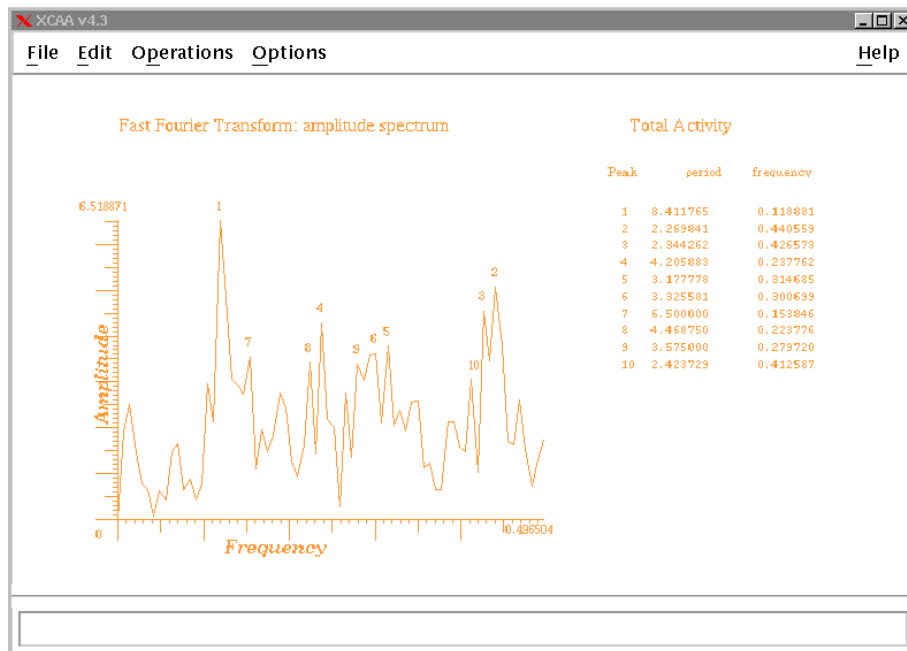 XCAA v4.3
File Edit Operations Options Help
Fast Fourier Transform: amplitude spectrum
Total Activity
Peak period frequency
1 8.411765 0.118881
2 2.269841 0.440559
3 2.344262 0.426573
4 4.205883 0.237762
5 3.177778 0.314685
6 3.325581 0.300699
7 6.500000 0.153846
8 4.468750 0.223776
9 3.575000 0.279720
10 2.423729 0.412587
6.518871
1
2
3
4
5
6
7
8
9
10
Amplitude
0
0.496504
Frequency